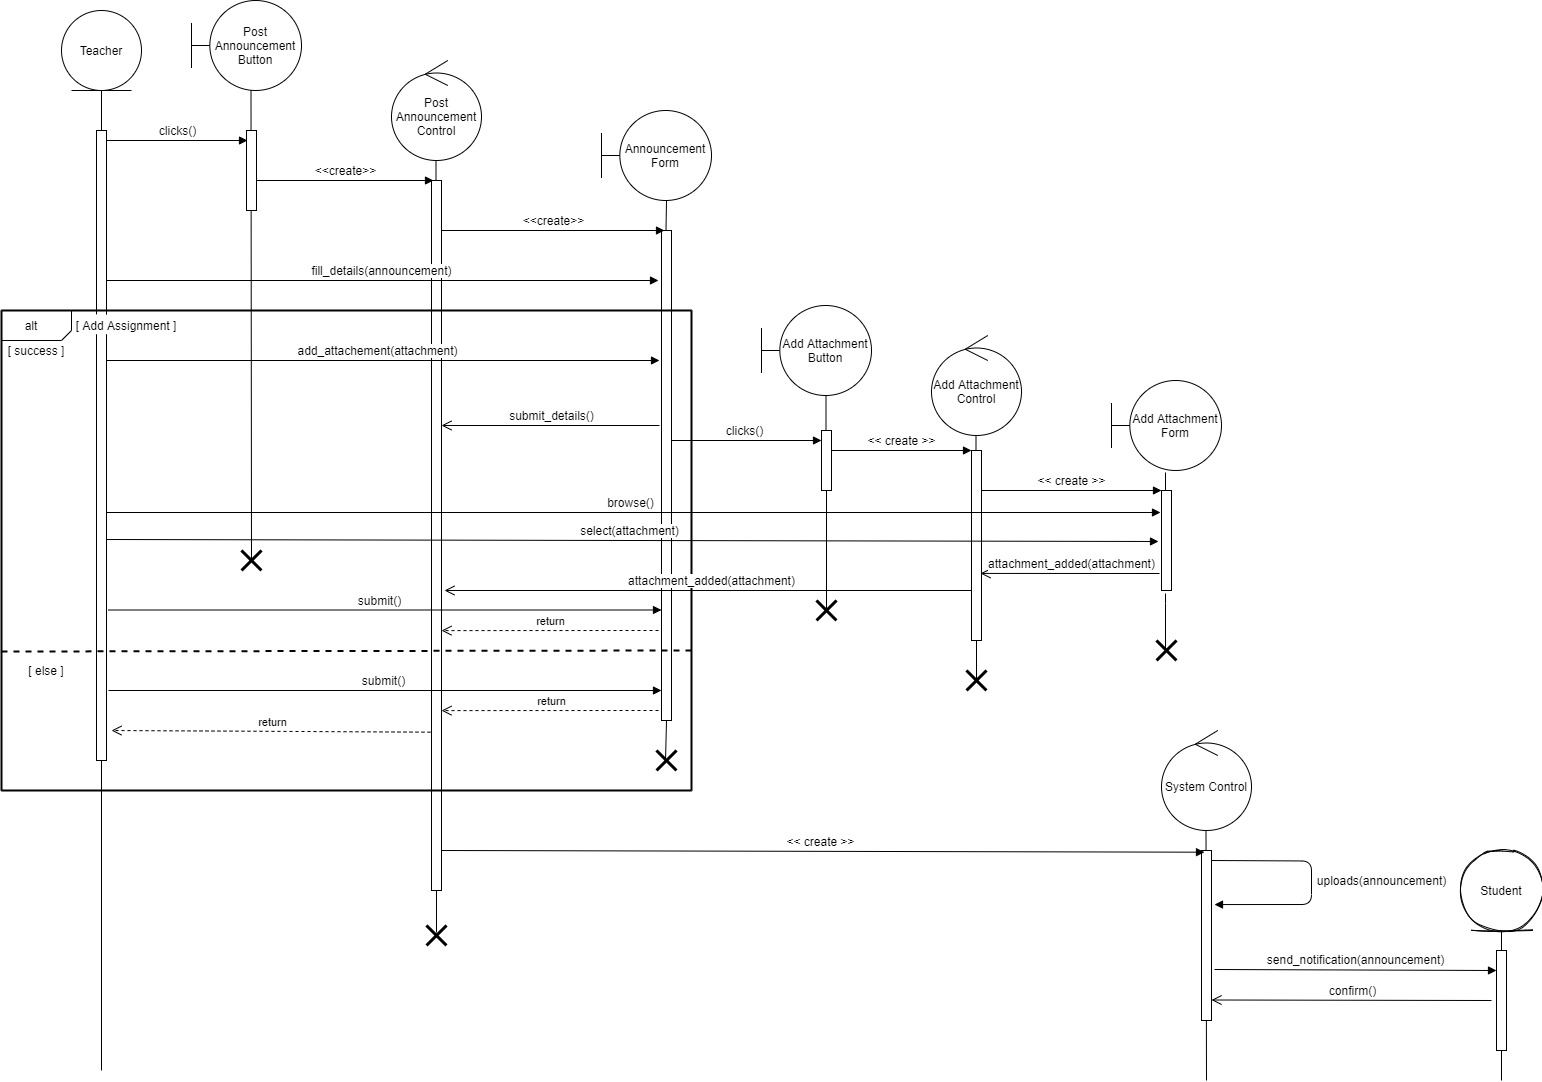 Teacher
Post
Announcement
Button
Post
Announcement
Control
Announcement
Form
clicks()
<<create>>
<<create>>
fill_details(announcement)
alt
[ Add Assignment ]
[ success ]
add_attachement(attachment)
Add Attachment
Button
Add Attachment
Control
Add Attachment
Form
submit_details()
clicks()
<< create >>
<< create >>
browse()
select(attachment)
attachment_added(attachment)
attachment_added(attachment)
submit()
return
[ else ]
submit()
return
return
System Control
<< create >>
uploads(announcement)
Student
send_notification(announcement)
confirm()